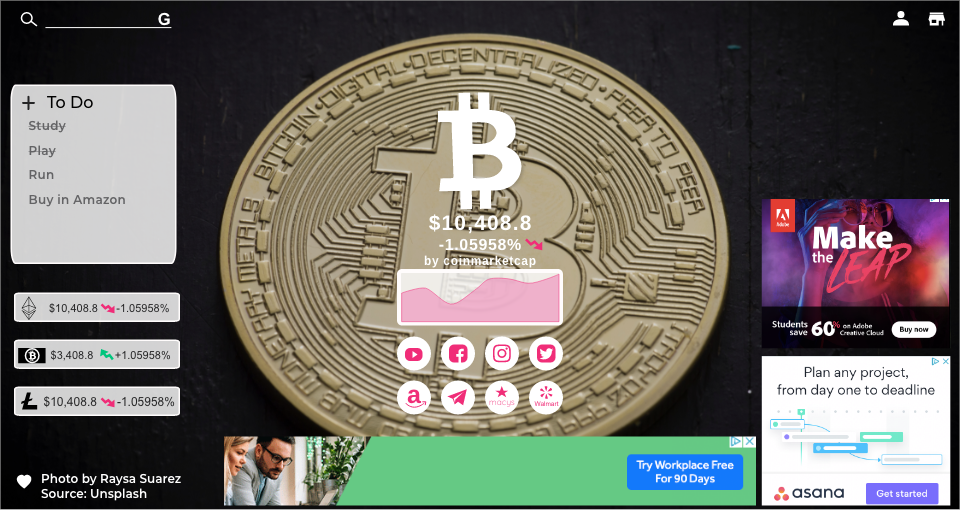 G
To Do
Study
Play
Run
Buy in Amazon
$10,408.8 -1.05958%
$3,408.8 +1.05958%
$10,408.8 -1.05958%
Photo by Raysa Suarez
Source: Unsplash
BITCOIN • DIGITAL • DECENTRALIZED • PEER TO PEER
$10,408.8
-1.05958%
by coinmarketcap
a
macys
Walmart
Try Workplace Free
For 90 Days
Adobe
Make
the LEAP
Students
save 60% on Adobe
Creative Cloud
Buy now
Plan any project,
from day one to deadline
asana
Get started